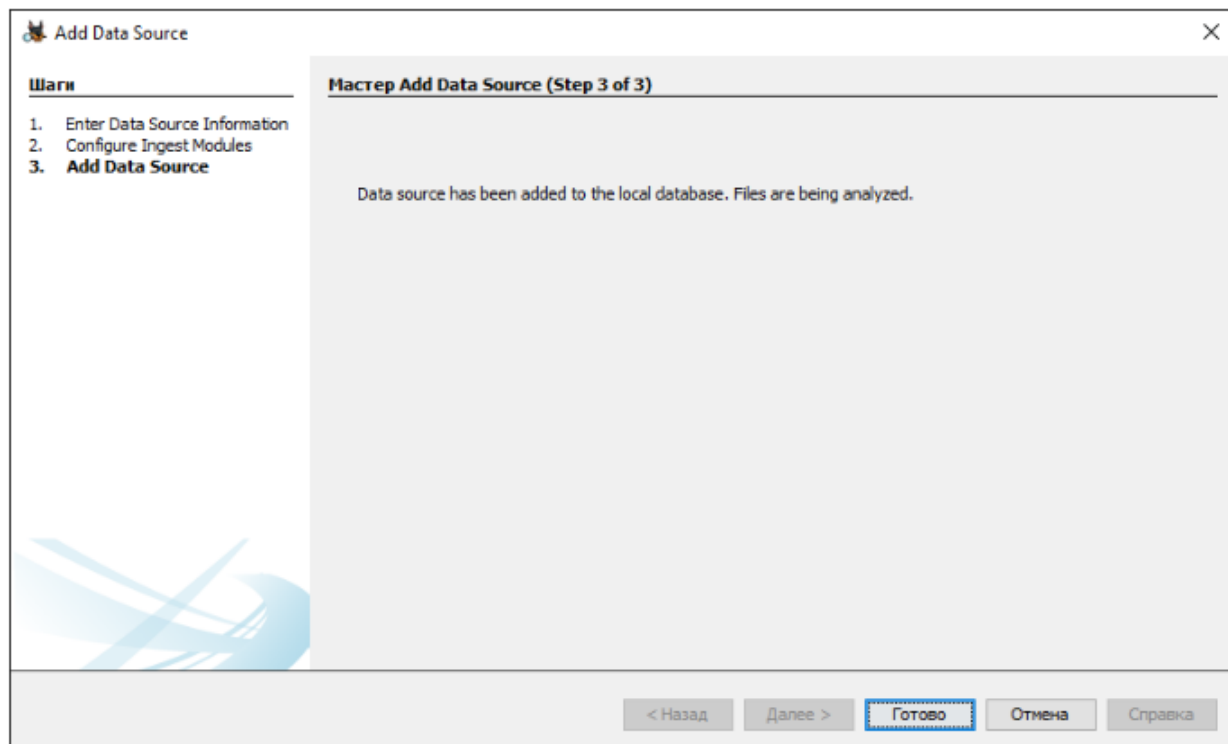 Add Data Source
Шаги
1. Enter Data Source Information
2. Configure Ingest Modules
3. Add Data Source
Мастер Add Data Source (Step 3 of 3)
Data source has been added to the local database. Files are being analyzed.
< Назад
Далее >
Готово
Отмена
Справка